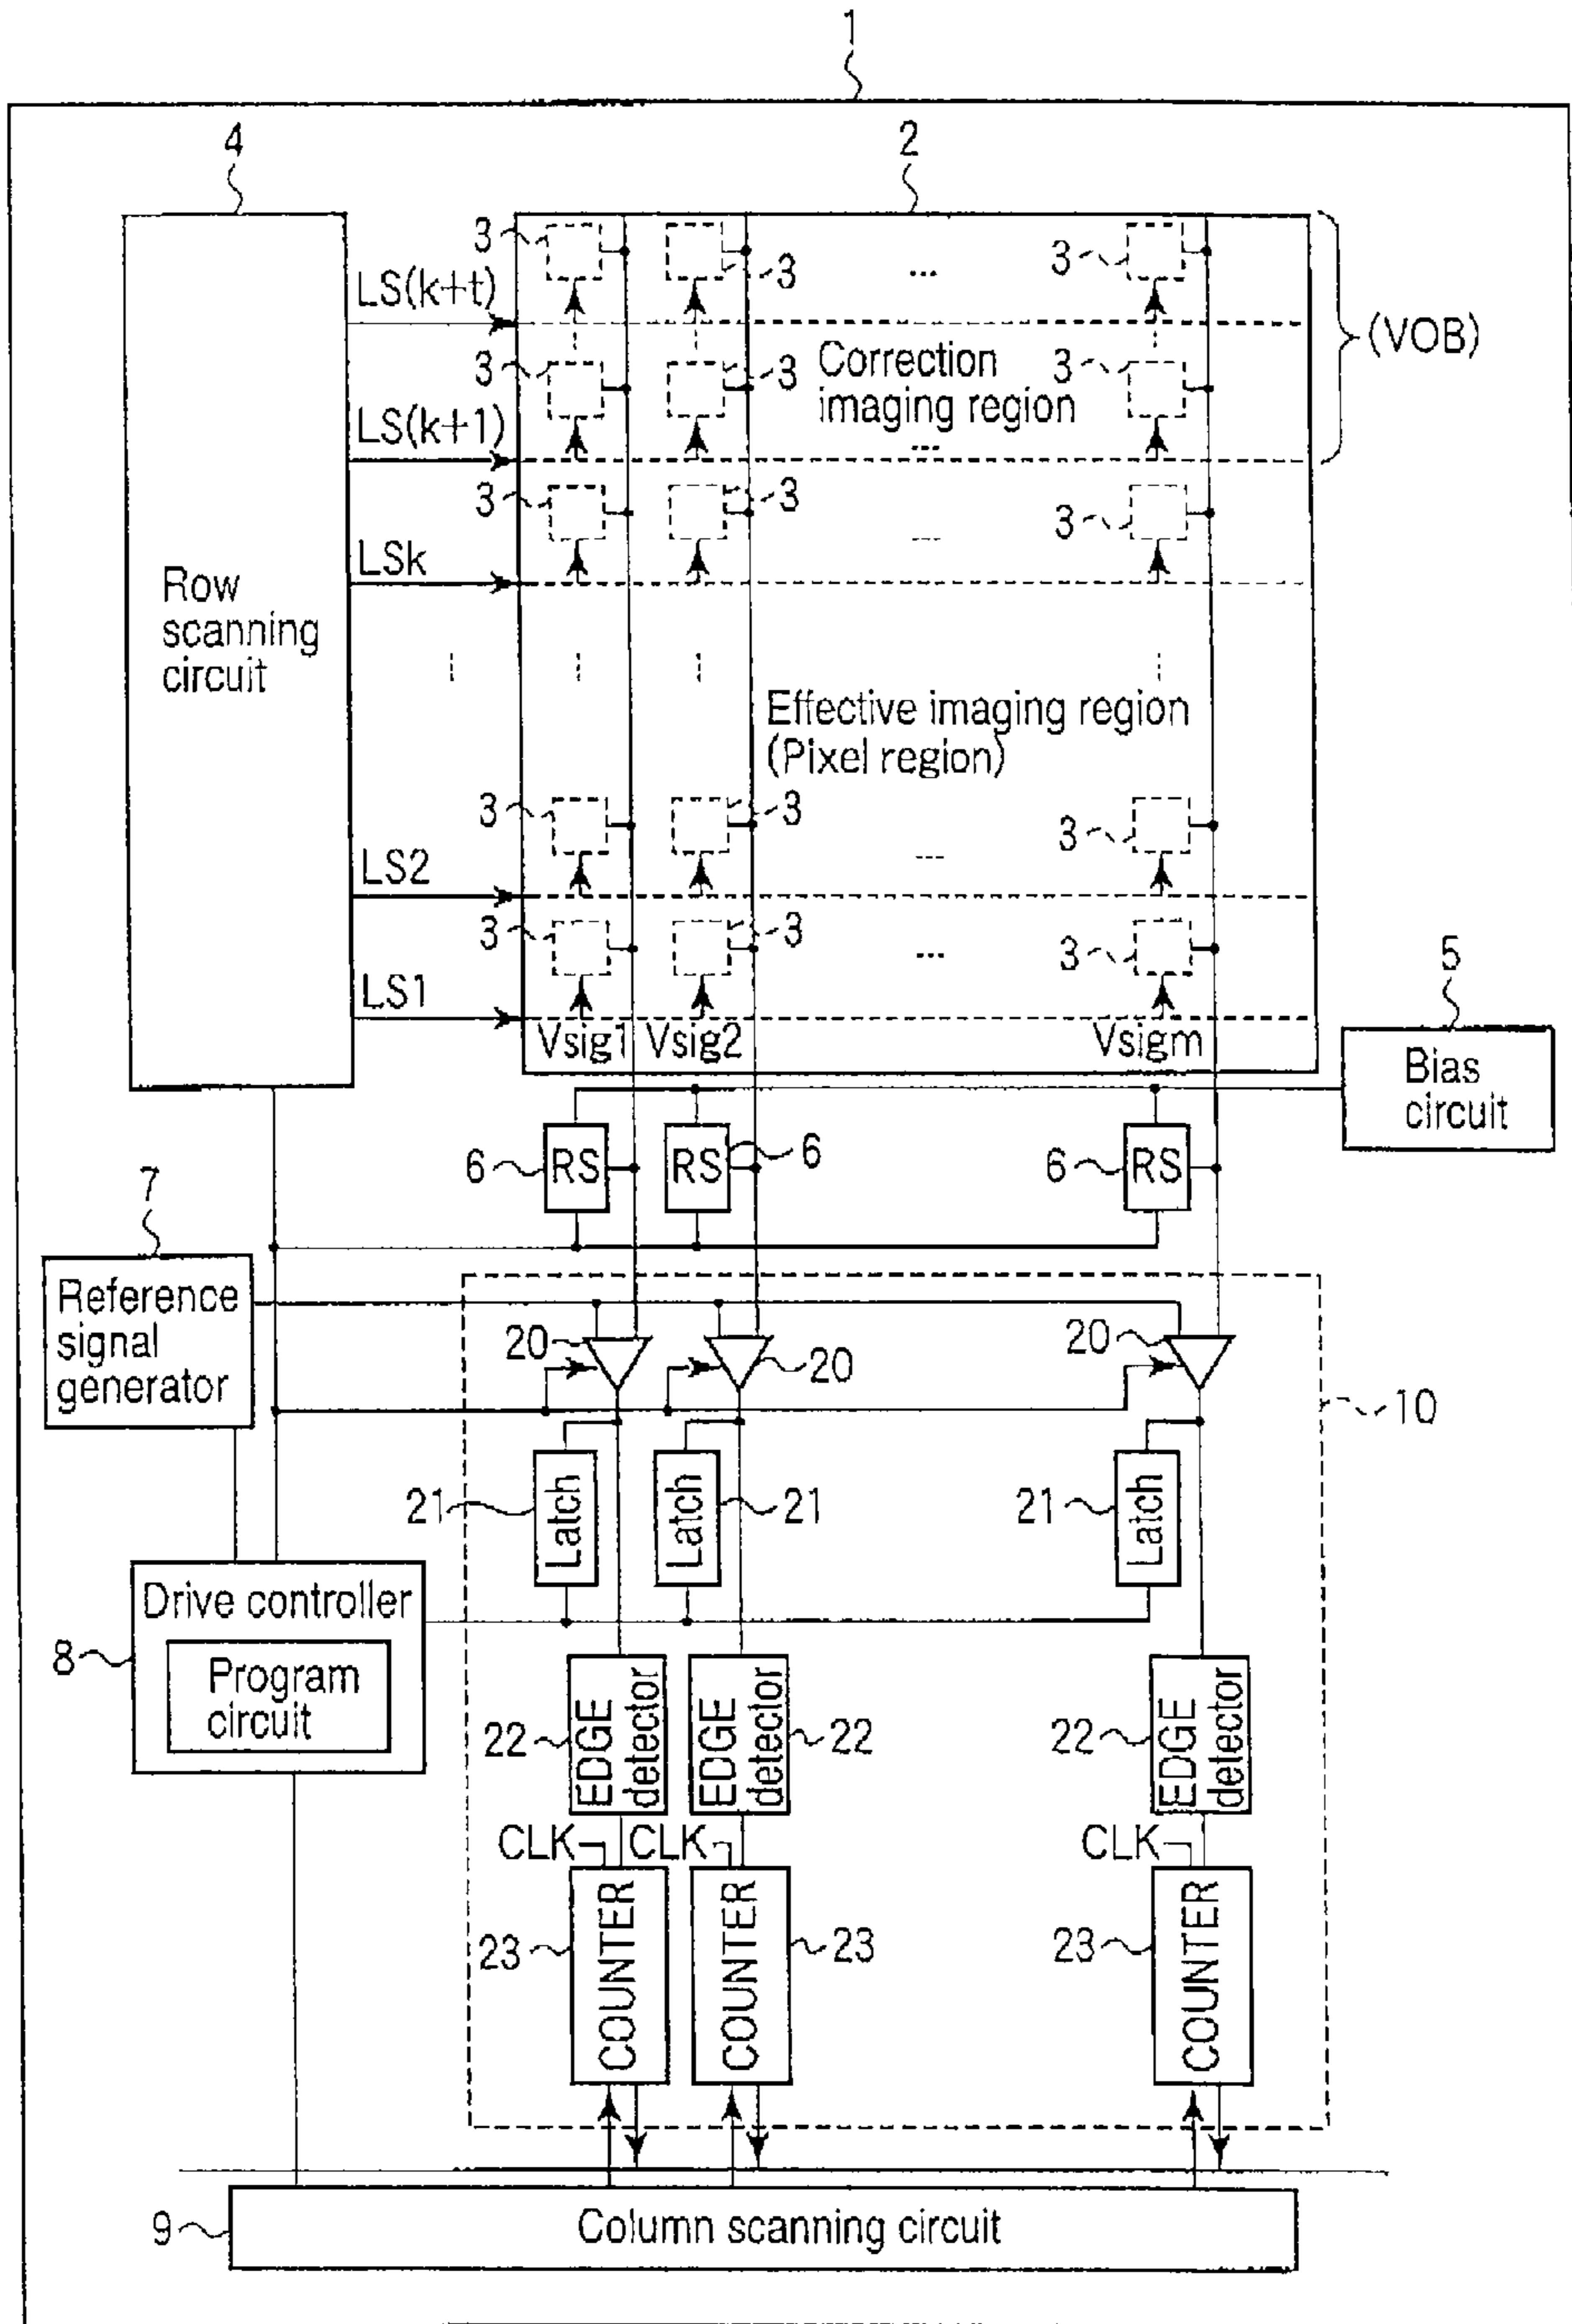 1
4
2
3
3
3
LS(k+t)
(VOB)
3
3
3
Correction
imaging region
LS(k+1)
...
3
3
3
LSk
Row
scanning
circuit
Effective imaging region
(Pixel region)
3
3
3
LS2
...
3
3
3
LS1
...
5
Vsig1
Vsig2
Vsigm
Bias
circuit
6
RS
RS
6
6
RS
7
Reference
signal
generator
20
20
20
10
21
Latch
Latch
21
21
Latch
Drive controller
8
Program
circuit
22
EDGE
detector
EDGE
detector
22
22
EDGE
detector
CLK
CLK
CLK
23
COUNTER
COUNTER
23
23
COUNTER
9
Column scanning circuit